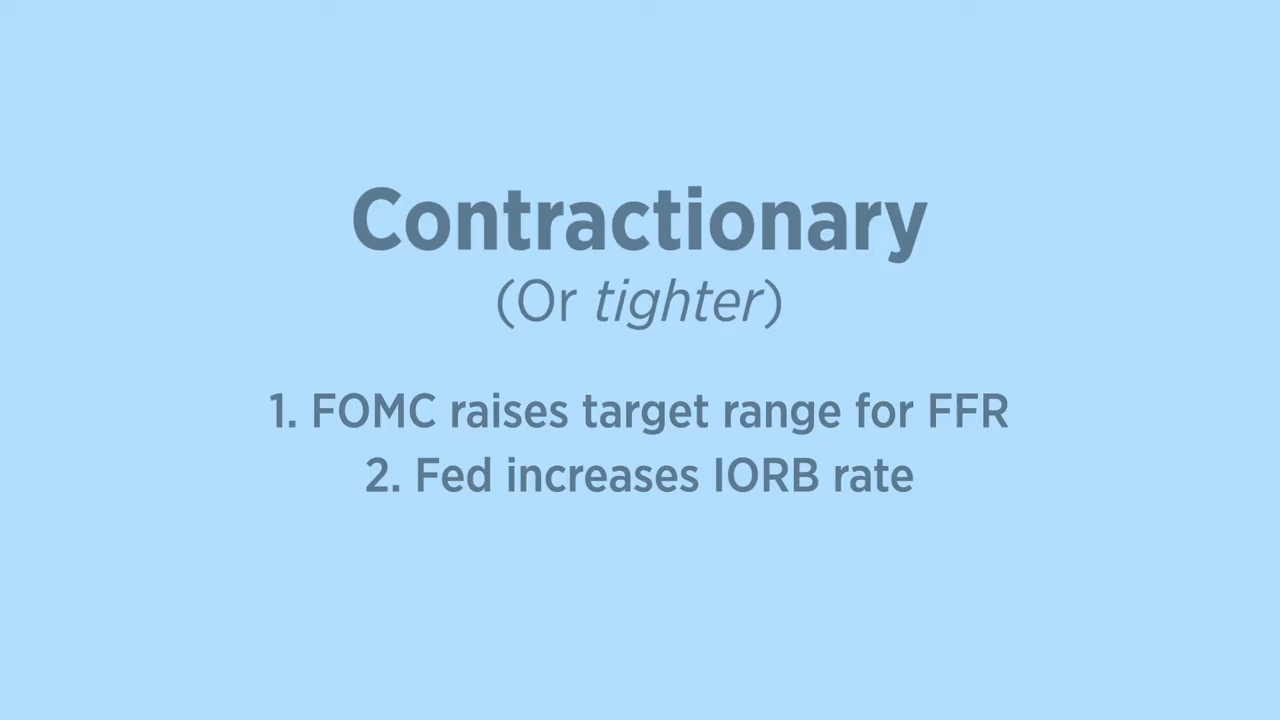 Contractionary
(Or tighter)
1. FOMC raises target range for FFR
2. Fed increases IORB rate